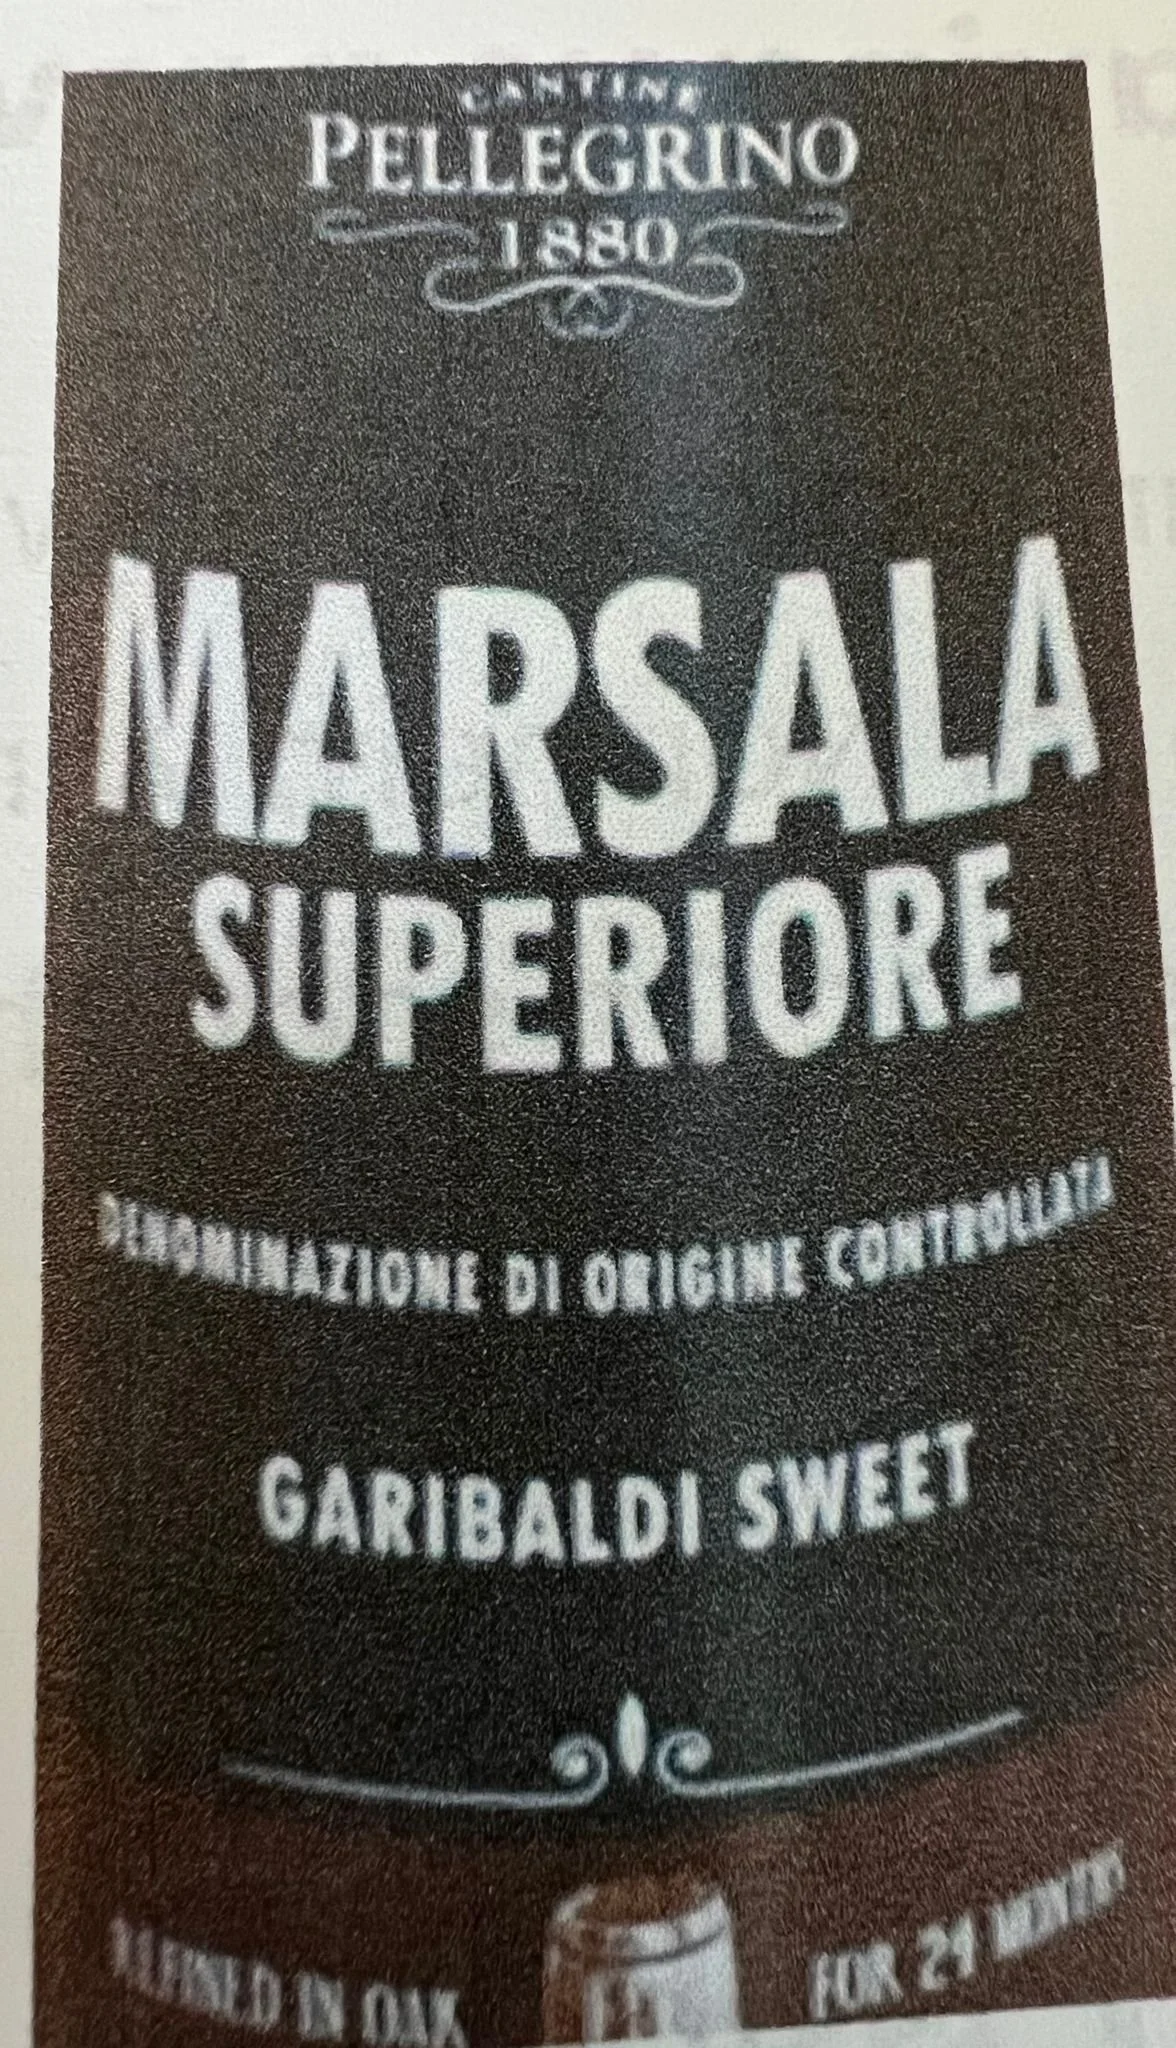 CANTINE
PELLEGRINO
1880
MARSALA
SUPERIORE
DENOMINAZIONE DI ORIGINE CONTROLLATA
GARIBALDI SWEET
REFINED IN OAK FOR 24 MONTHS